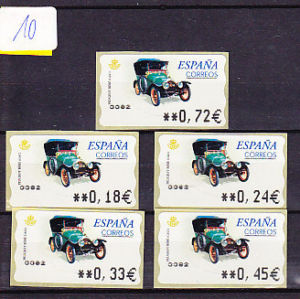 10
ESPAÑA
CORREOS
0082
**0,72€
ESPAÑA
CORREOS
0082
**0,18€
ESPAÑA
CORREOS
0082
**0,24€
ESPAÑA
CORREOS
0082
**0,33€
ESPAÑA
CORREOS
0082
**0,45€